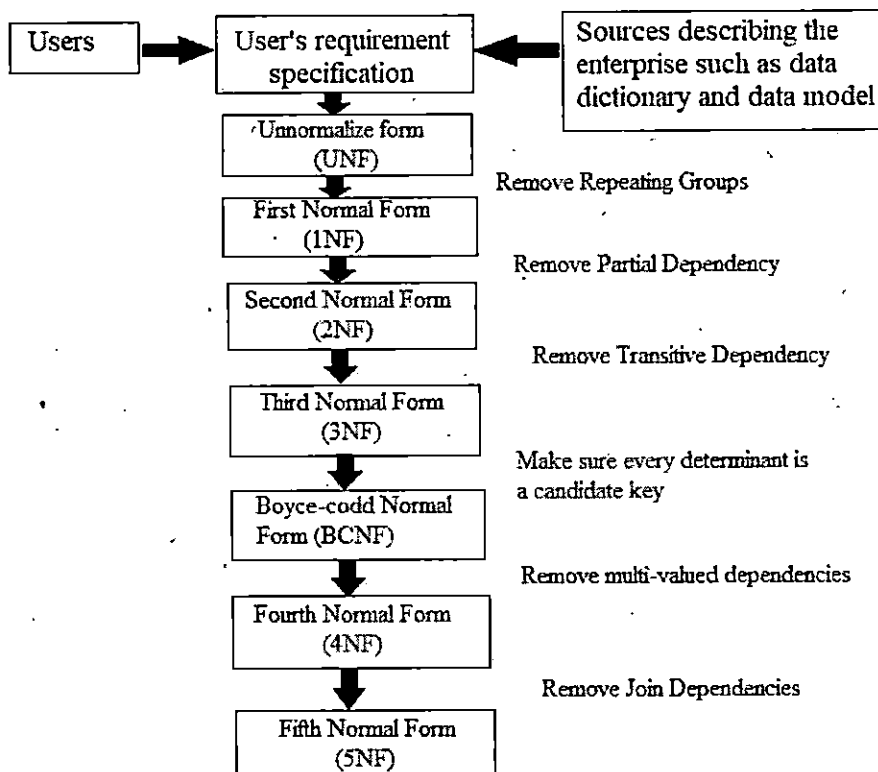 Users
User's requirement
specification
Sources describing the
enterprise such as data
dictionary and data model
Unnormalize form
(UNF)
Remove Repeating Groups
First Normal Form
(1NF)
Remove Partial Dependency
Second Normal Form
(2NF)
Remove Transitive Dependency
Third Normal Form
(3NF)
Make sure every determinant is
a candidate key
Boyce-codd Normal
Form (BCNF)
Remove multi-valued dependencies
Fourth Normal Form
(4NF)
Remove Join Dependencies
Fifth Normal Form
(5NF)